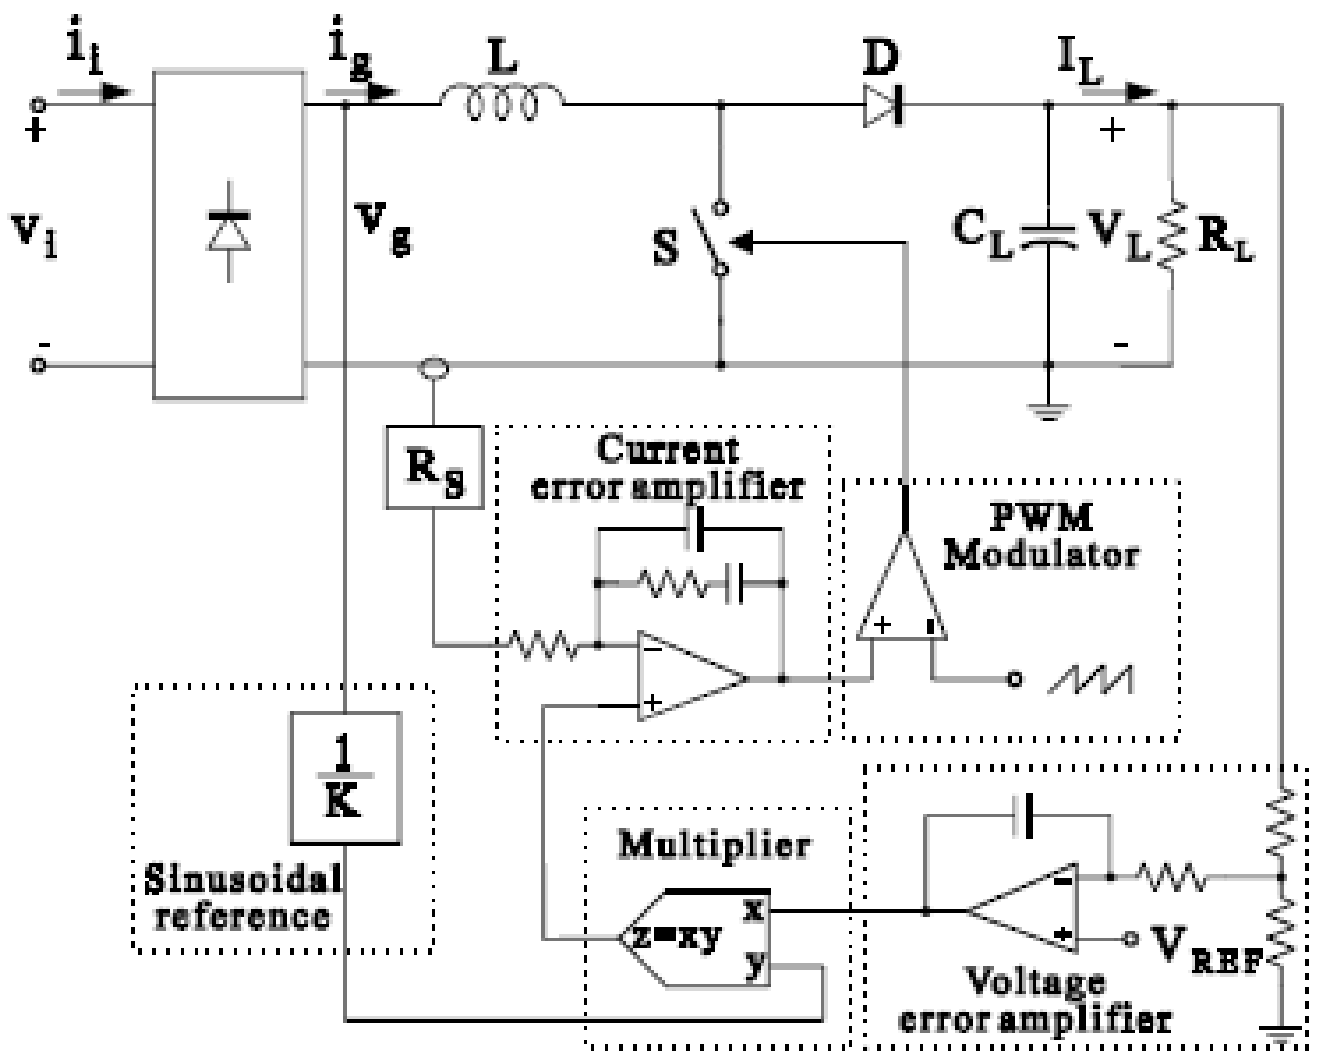 i_i
i_g
L
D
I_L
+
+
v_i
v_g
S
C_L
V_L
R_L
-
-
R_S
Current
error amplifier
PWM
Modulator
-
+
+
-
1
K
Sinusoidal
reference
Multiplier
x
z=xy
y
-
+
V_REF
Voltage
error amplifier